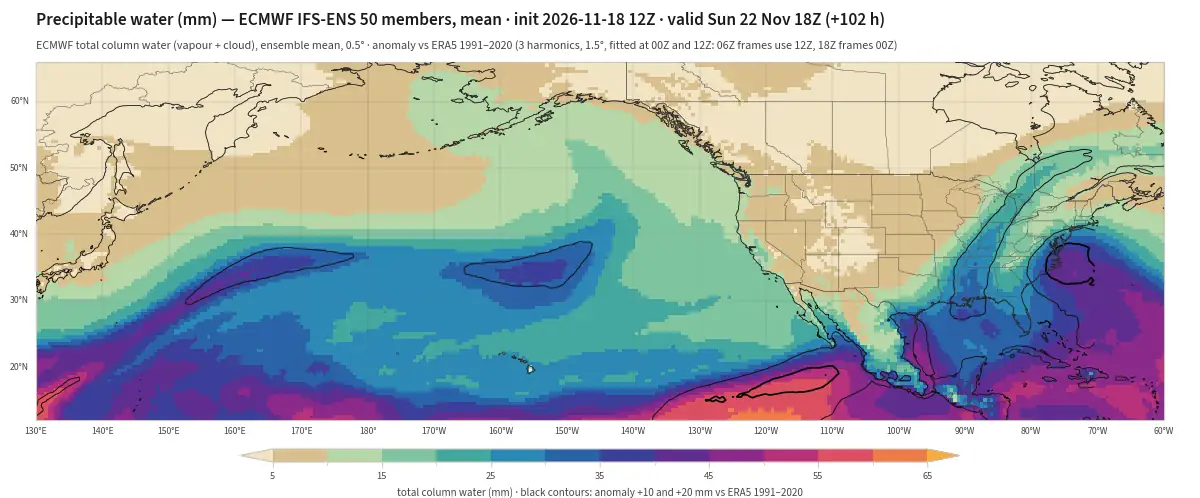 Precipitable water (mm) — ECMWF IFS-ENS 50 members, mean · init 2026-11-18 12Z · valid Sun 22 Nov 18Z (+102 h)
ECMWF total column water (vapour + cloud), ensemble mean, 0.5° · anomaly vs ERA5 1991–2020 (3 harmonics, 1.5°, fitted at 00Z and 12Z: 06Z frames use 12Z, 18Z frames 00Z)
60°N
50°N
40°N
30°N
20°N
130°E 140°E 150°E 160°E 170°E 180° 170°W 160°W 150°W 140°W 130°W 120°W 110°W 100°W 90°W 80°W 70°W 60°W
5 15 25 35 45 55 65
total column water (mm) · black contours: anomaly +10 and +20 mm vs ERA5 1991–2020